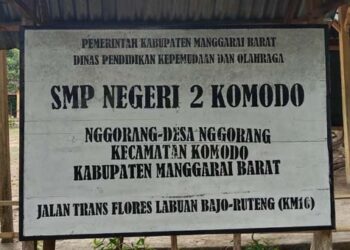 PEMERINTAH KABUPATEN MANGGARAI BARAT
DINAS PENDIDIKAN KEPEMUDAAN DAN OLAHRAGA
SMP NEGERI 2 KOMODO
NGGORANG-DESA NGGORANG
KECAMATAN KOMODO
KABUPATEN MANGGARAI BARAT
JALAN TRANS FLORES LABUAN BAJO-RUTENG (KM16)